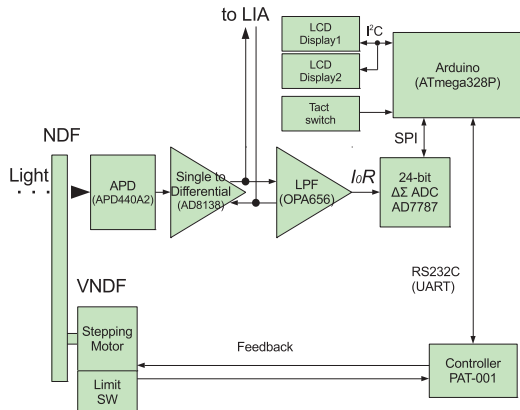 to LIA
LCD
Display1
I²C
LCD
Display2
Arduino
(ATmega328P)
Tact
switch
SPI
NDF
Light
APD
(APD440A2)
Single to
Differential
(AD8138)
LPF
(OPA656)
I₀R
24-bit
ΔΣ ADC
AD7787
RS232C
(UART)
VNDF
Stepping
Motor
Feedback
Limit
SW
Controller
PAT-001